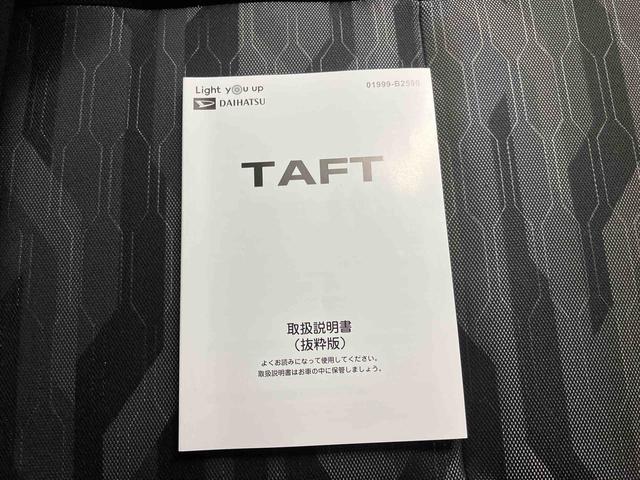 Light you up
DAIHATSU
TAFT
取扱説明書
（抜粋版）
よくお読みになって使用してください。
取扱説明書はお車の中に保管しましょう。